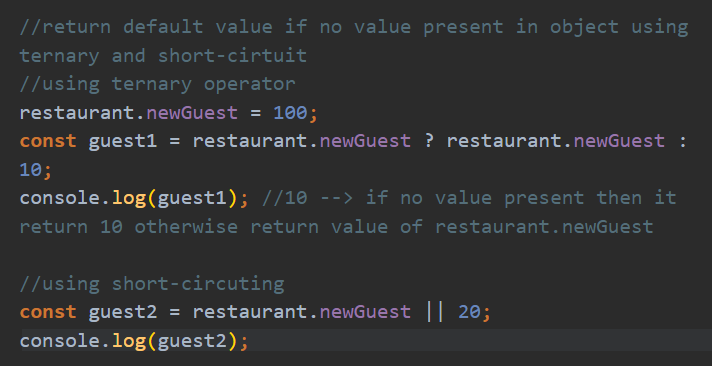 //return default value if no value present in object using
ternary and short-cirtuit
//using ternary operator
restaurant.newGuest = 100;
const guest1 = restaurant.newGuest ? restaurant.newGuest :
10;
console.log(guest1); //10 --> if no value present then it
return 10 otherwise return value of restaurant.newGuest
//using short-circuting
const guest2 = restaurant.newGuest || 20;
console.log(guest2);